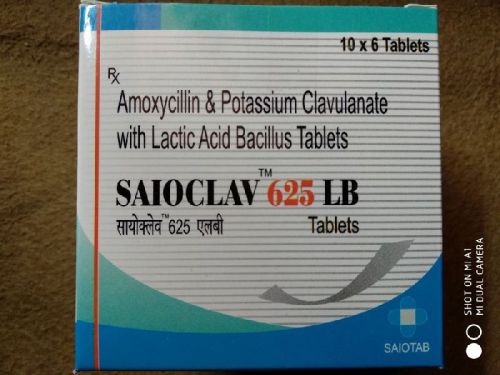 10 x 6 Tablets
Rx
Amoxycillin & Potassium Clavulanate
with Lactic Acid Bacillus Tablets
SAIOCLAV™ 625 LB
सायोक्लेव™ 625 एलबी
Tablets
SAIOTAB
SHOT ON MI A1
MI DUAL CAMERA